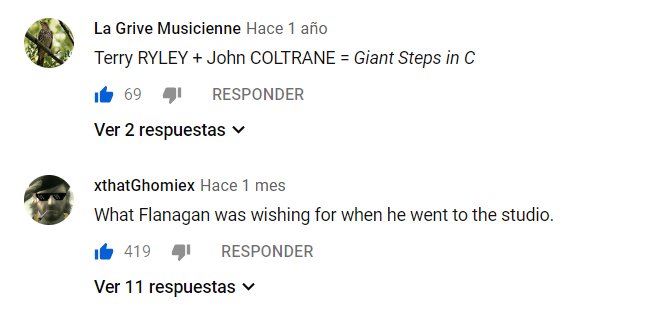 La Grive Musicienne Hace 1 año
Terry RYLEY + John COLTRANE = Giant Steps in C
69 RESPONDER
Ver 2 respuestas
xthatGhomiex Hace 1 mes
What Flanagan was wishing for when he went to the studio.
419 RESPONDER
Ver 11 respuestas